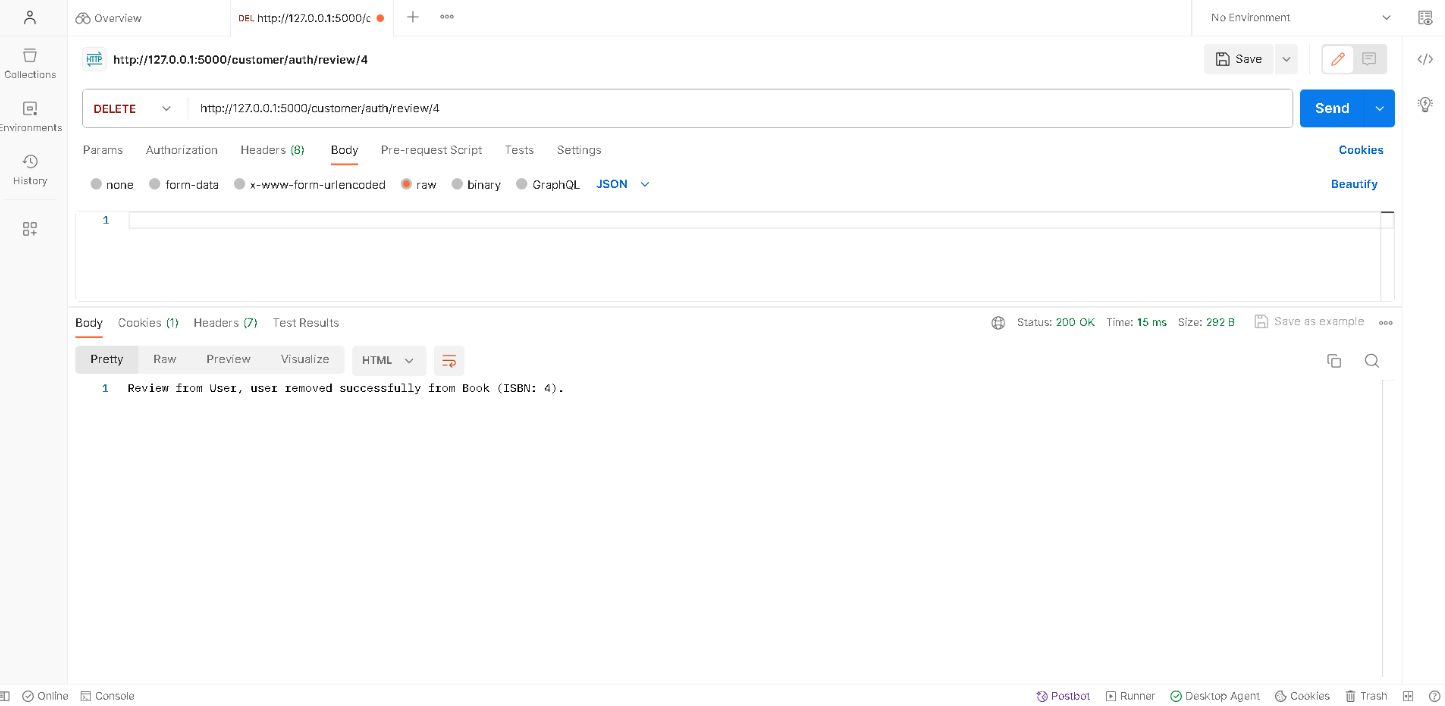 Overview
DEL http://127.0.0.1:5000/c
No Environment
Collections
Environments
History
HTTP
http://127.0.0.1:5000/customer/auth/review/4
Save
DELETE
http://127.0.0.1:5000/customer/auth/review/4
Send
Params Authorization Headers (8) Body Pre-request Script Tests Settings Cookies
none form-data x-www-form-urlencoded raw binary GraphQL JSON Beautify
1
Body Cookies (1) Headers (7) Test Results Status: 200 OK Time: 15 ms Size: 292 B Save as example
Pretty Raw Preview Visualize HTML
1 Review from User, user removed successfully from Book (ISBN: 4).
Online Console Postbot Runner Desktop Agent Cookies Trash